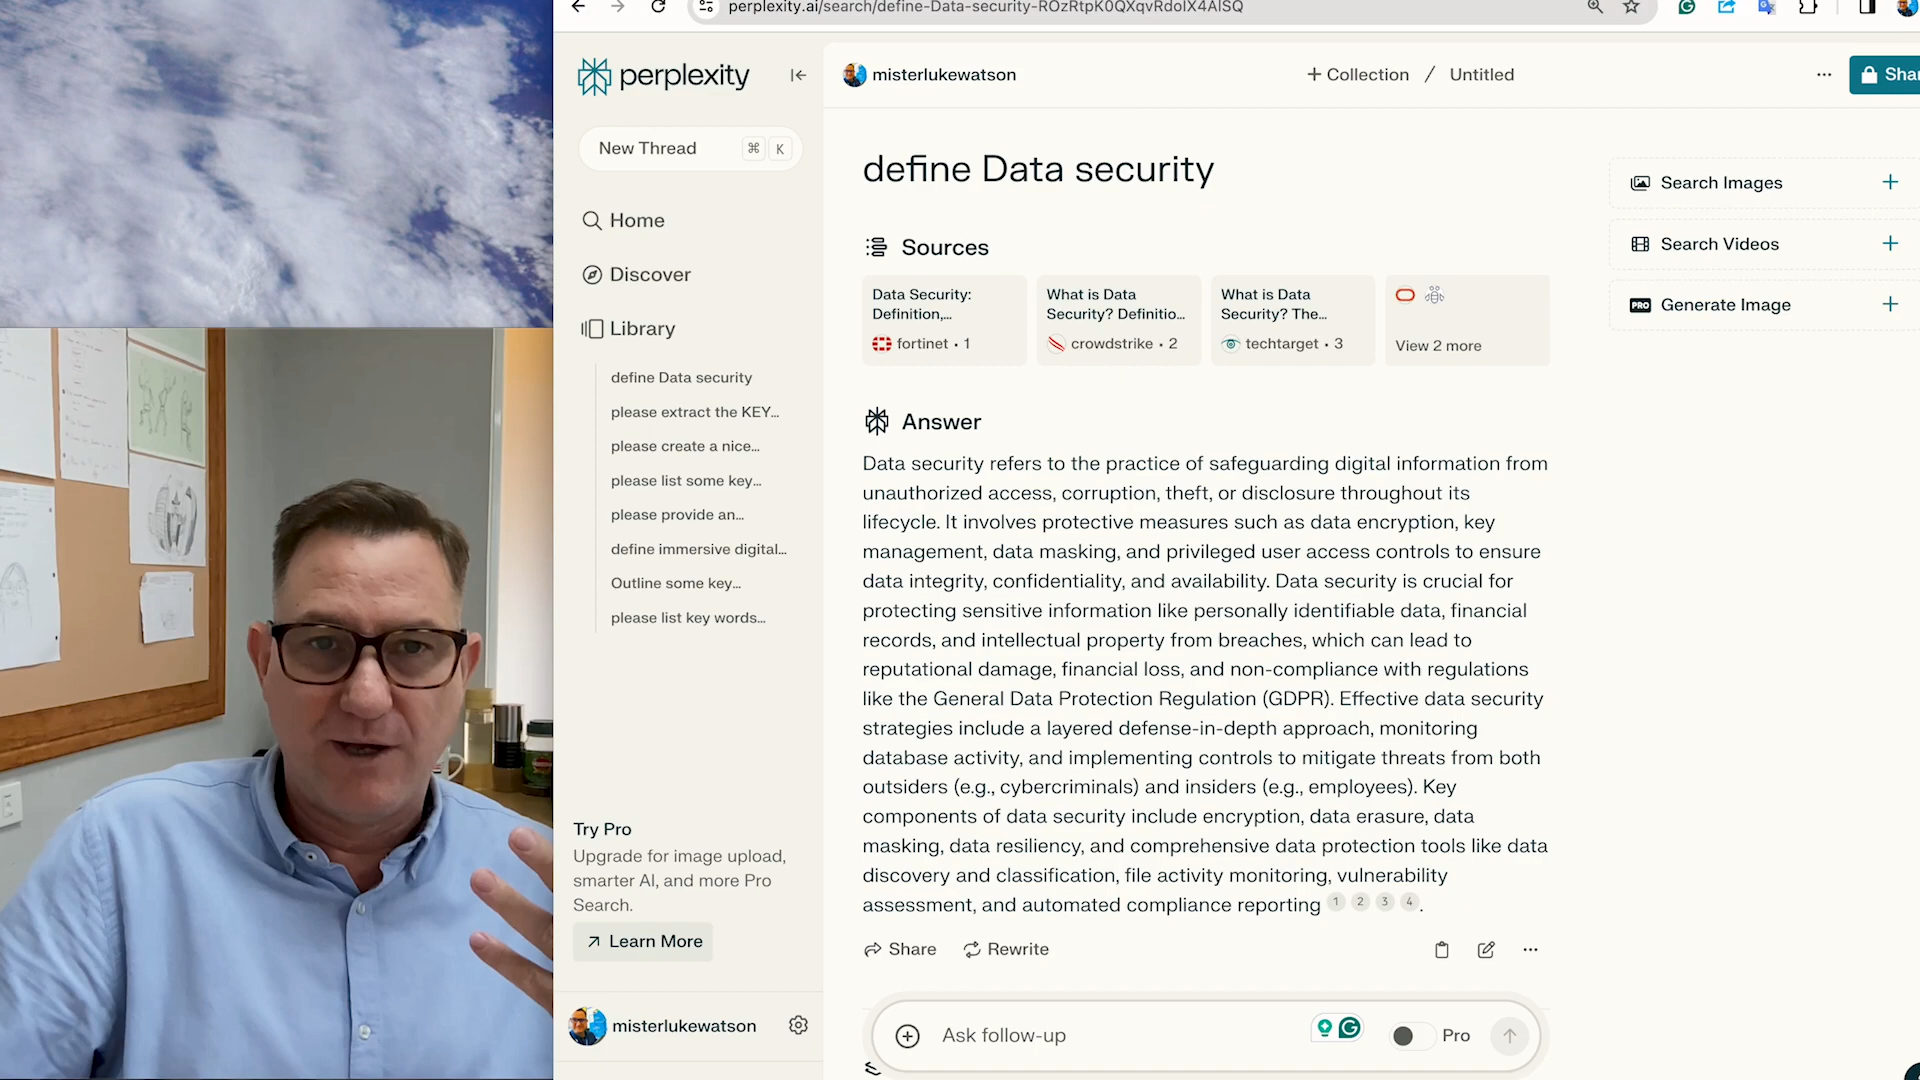 perplexity.ai/search/define-Data-security-ROzRtpK0QXqvRdoIX4AlSQ
perplexity
New Thread ⌘ K
Home
Discover
Library
define Data security
please extract the KEY...
please create a nice...
please list some key...
please provide an...
define immersive digital...
Outline some key...
please list key words...
Try Pro
Upgrade for image upload,
smarter AI, and more Pro
Search.
Learn More
misterlukewatson
misterlukewatson
+ Collection / Untitled
Shar
define Data security
Sources
Data Security:
Definition,...
fortinet · 1
What is Data
Security? Definitio...
crowdstrike · 2
What is Data
Security? The...
techtarget · 3
View 2 more
Answer
Data security refers to the practice of safeguarding digital information from
unauthorized access, corruption, theft, or disclosure throughout its
lifecycle. It involves protective measures such as data encryption, key
management, data masking, and privileged user access controls to ensure
data integrity, confidentiality, and availability. Data security is crucial for
protecting sensitive information like personally identifiable data, financial
records, and intellectual property from breaches, which can lead to
reputational damage, financial loss, and non-compliance with regulations
like the General Data Protection Regulation (GDPR). Effective data security
strategies include a layered defense-in-depth approach, monitoring
database activity, and implementing controls to mitigate threats from both
outsiders (e.g., cybercriminals) and insiders (e.g., employees). Key
components of data security include encryption, data erasure, data
masking, data resiliency, and comprehensive data protection tools like data
discovery and classification, file activity monitoring, vulnerability
assessment, and automated compliance reporting 1 2 3 4 .
Share
Rewrite
Ask follow-up
Pro
Search Images +
Search Videos +
PRO Generate Image +